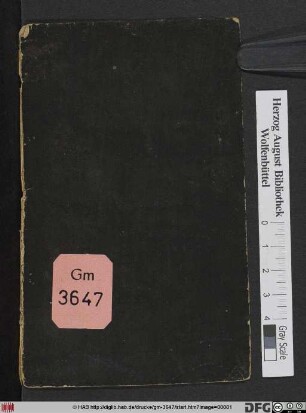 Gm
3647
Herzog August Bibliothek
Wolfenbüttel
0
1
2
3
4
Gray Scale
© HAB http://diglib.hab.de/drucke/gm-3647/start.htm?image=00001
DFG